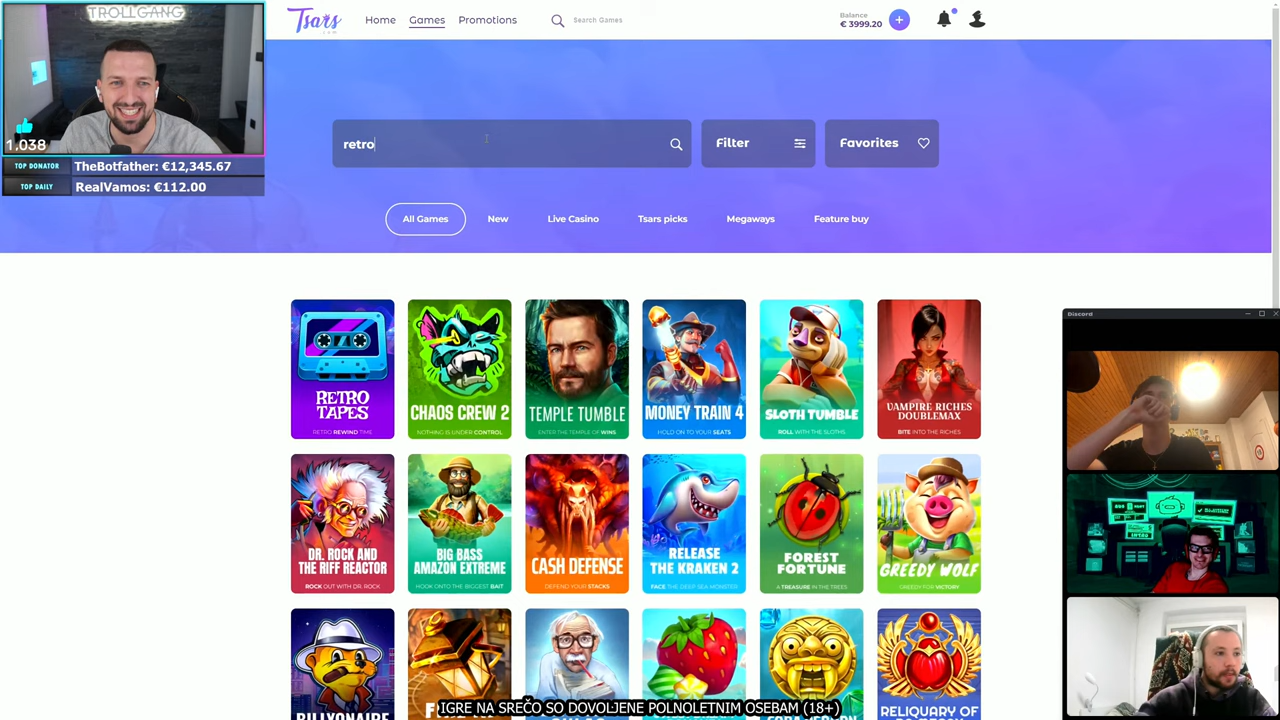 TROLLGANG
1.038
TOP DONATOR TheBotfather: €12,345.67
TOP DAILY RealVamos: €112.00
Tsars
.com
Home Games Promotions Search Games
Balance
€ 3999.20
retro
Filter
Favorites
All Games New Live Casino Tsars picks Megaways Feature buy
RETRO
TAPES
RETRO REWIND TIME
CHAOS CREW 2
NOTHING IS UNDER CONTROL
TEMPLE TUMBLE
ENTER THE TEMPLE OF WINS
MONEY TRAIN 4
HOLD ON TO YOUR SEATS
SLOTH TUMBLE
ROLL WITH THE SLOTHS
VAMPIRE RICHES
DOUBLEMAX
BITE INTO THE RICHES
DR. ROCK AND
THE RIFF REACTOR
ROCK OUT WITH DR. ROCK
BIG BASS
AMAZON EXTREME
HOOK ONTO THE BIGGEST BAIT
CASH DEFENSE
DEFEND YOUR STACKS
RELEASE
THE KRAKEN 2
FACE THE DEEP SEA MONSTER
FOREST
FORTUNE
A TREASURE IN THE TREES
GREEDY WOLF
GREEDY FOR VICTORY
BILLYONAIRE
RELIQUARY OF
Discord
IGRE NA SREČO SO DOVOLJENE POLNOLETNIM OSEBAM (18+)